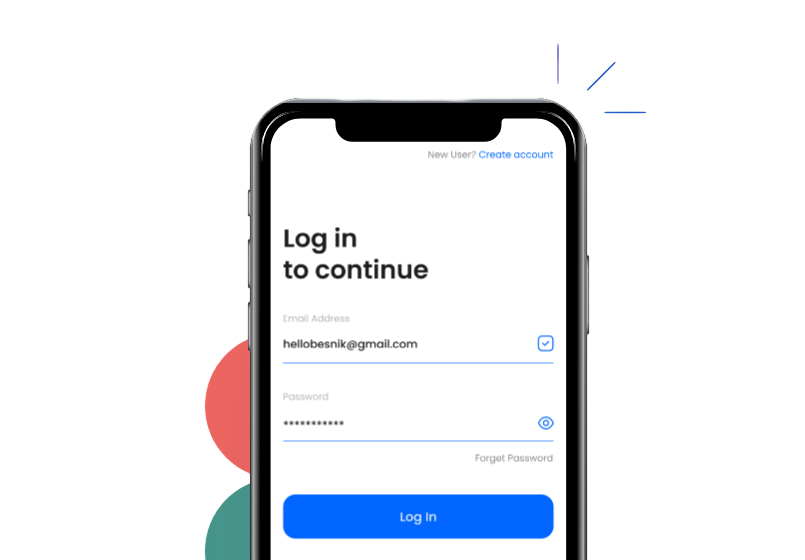 New User? Create account
Log in
to continue
Email Address
hellobesnik@gmail.com
Password
***********
Forget Password
Log In